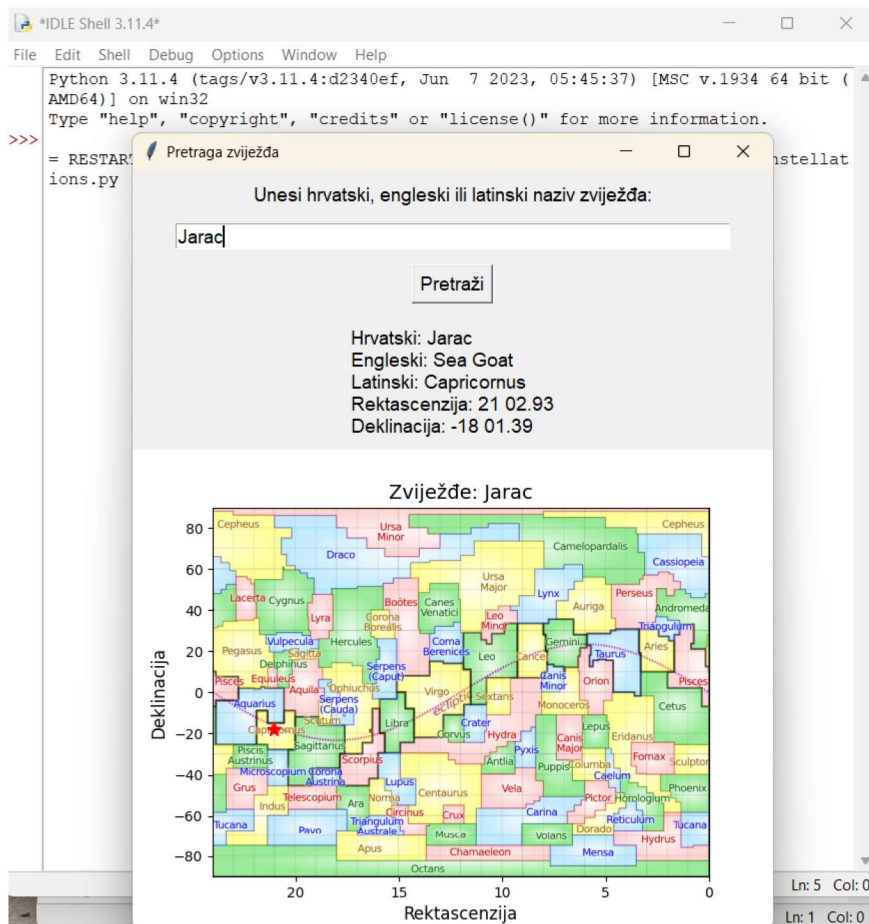 *IDLE Shell 3.11.4*
File Edit Shell Debug Options Window Help
Python 3.11.4 (tags/v3.11.4:d2340ef, Jun  7 2023, 05:45:37) [MSC v.1934 64 bit (
AMD64)] on win32
Type "help", "copyright", "credits" or "license()" for more information.
>>>
= RESTAR
nstellat
ions.py
Pretraga zviježđa
Unesi hrvatski, engleski ili latinski naziv zviježđa:
Jarac
Pretraži
Hrvatski: Jarac
Engleski: Sea Goat
Latinski: Capricornus
Rektascenzija: 21 02.93
Deklinacija: -18 01.39
Zviježđe: Jarac
Deklinacija
80
60
40
20
0
−20
−40
−60
−80
Cepheus
Ursa
Minor
Cepheus
Draco
Camelopardalis
Cassiopeia
Ursa
Major
Lacerta
Cygnus
Lyra
Boötes
Canes
Venatici
Lynx
Auriga
Perseus
Andromeda
Corona
Borealis
Leo
Minor
Triangulum
Vulpecula
Hercules
Coma
Berenices
Gemini
Aries
Pegasus
Sagitta
Delphinus
Serpens
(Caput)
Leo
Cancer
Taurus
Pisces
Equuleus
Aquila
Ophiuchus
Virgo
Canis
Minor
Orion
Pisces
Aquarius
Serpens
(Cauda)
ecliptic
Sextans
Monoceros
Cetus
Scutum
Libra
Crater
Lepus
Sagittarius
Corvus
Hydra
Canis
Major
Eridanus
Piscis
Austrinus
Scorpius
Antlia
Pyxis
Puppis
Columba
Fornax
Sculptor
Microscopium
Corona
Austrina
Lupus
Caelum
Grus
Telescopium
Norma
Centaurus
Vela
Pictor
Horologium
Phoenix
Indus
Ara
Circinus
Crux
Carina
Reticulum
Tucana
Pavo
Triangulum
Australe
Musca
Volans
Dorado
Tucana
Apus
Chamaeleon
Mensa
Hydrus
Octans
20 15 10 5 0
Rektascenzija
Ln: 5 Col: 0
Ln: 1 Col: 0